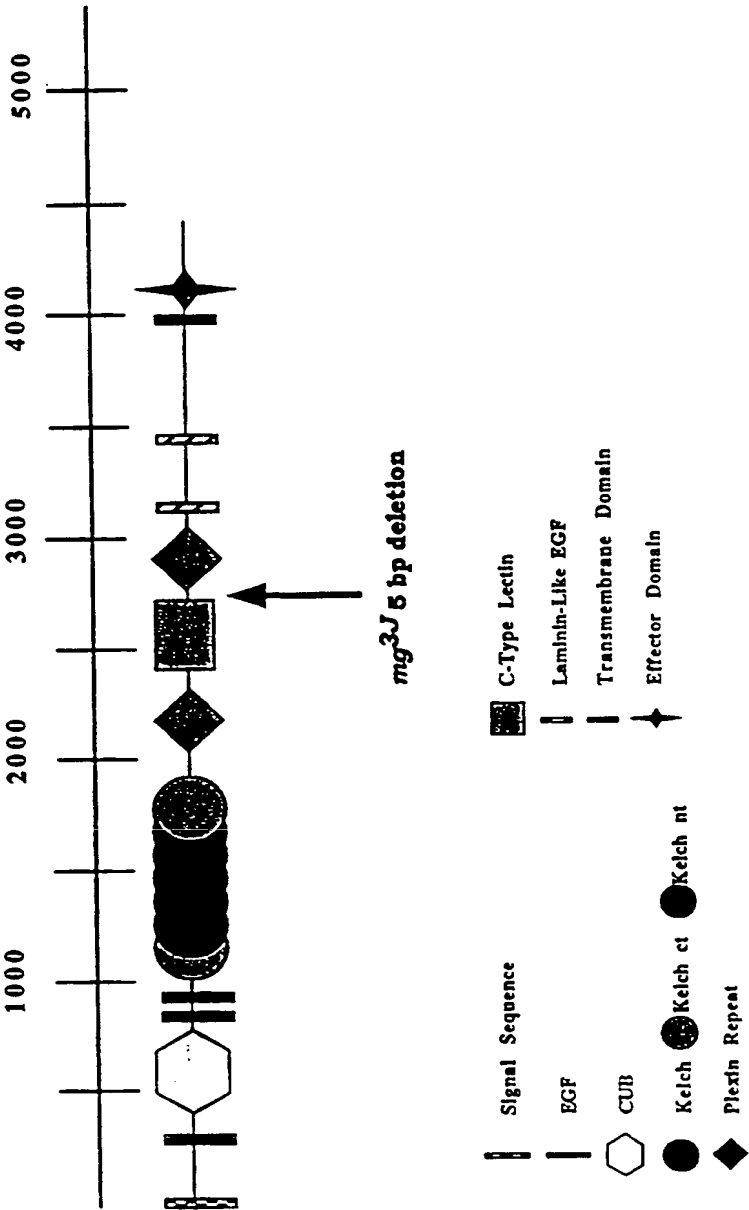 1000 2000 3000 4000 5000
mg3J 5 bp deletion
Signal Sequence
EGF
CUB
Kelch Kelch ct Kelch nt
Plexin Repeat
C-Type Lectin
Laminin-Like EGF
Transmembrane Domain
Effector Domain